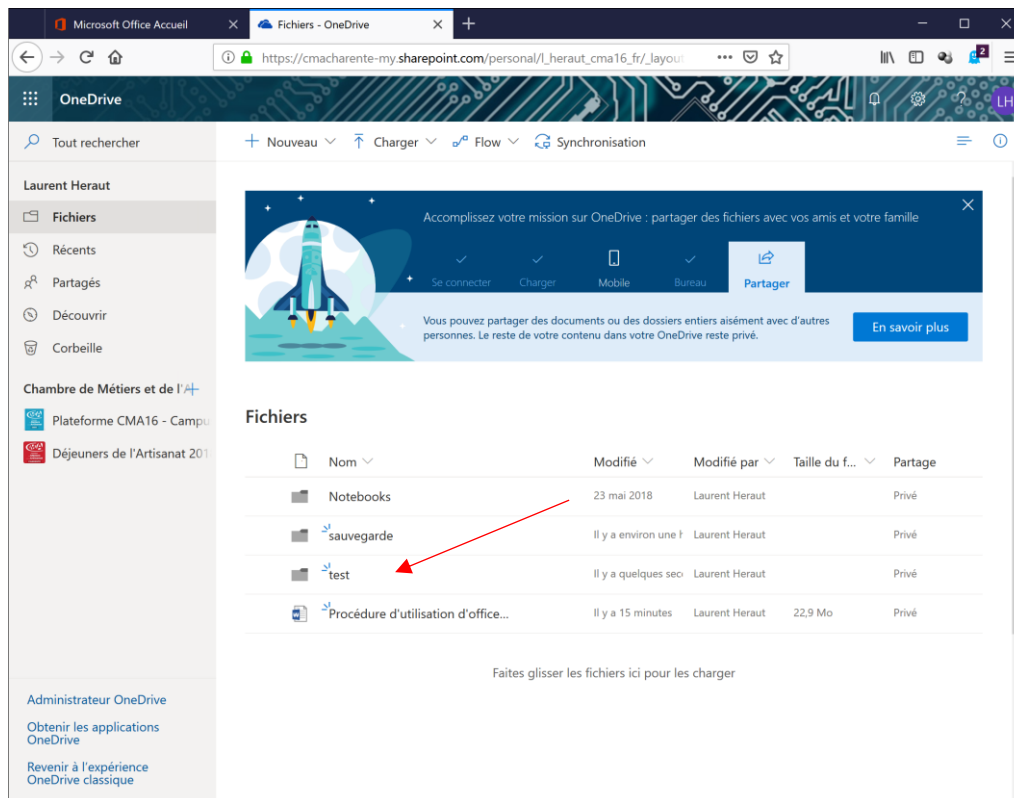 Microsoft Office Accueil
Fichiers - OneDrive
https://cmacharente-my.sharepoint.com/personal/l_heraut_cma16_fr/_layout
2
OneDrive
LH
Tout rechercher
Nouveau
Charger
Flow
Synchronisation
Laurent Heraut
Fichiers
Récents
Partagés
Découvrir
Corbeille
Chambre de Métiers et de l'A
Plateforme CMA16 - Campu
Déjeuners de l'Artisanat 201
Administrateur OneDrive
Obtenir les applications
OneDrive
Revenir à l'expérience
OneDrive classique
Accomplissez votre mission sur OneDrive : partager des fichiers avec vos amis et votre famille
Se connecter
Charger
Mobile
Bureau
Partager
Vous pouvez partager des documents ou des dossiers entiers aisément avec d'autres
personnes. Le reste de votre contenu dans votre OneDrive reste privé.
En savoir plus
Fichiers
Nom Modifié Modifié par Taille du f... Partage
Notebooks 23 mai 2018 Laurent Heraut Privé
sauvegarde Il y a environ une h Laurent Heraut Privé
test Il y a quelques seco Laurent Heraut Privé
Procédure d'utilisation d'office... Il y a 15 minutes Laurent Heraut 22,9 Mo Privé
Faites glisser les fichiers ici pour les charger